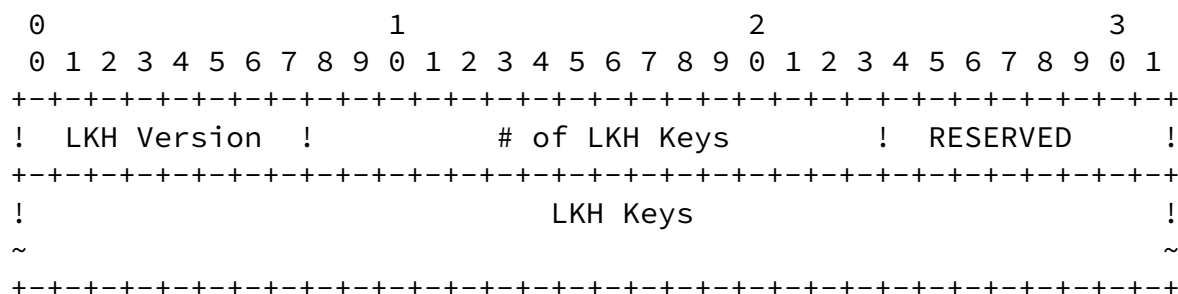 0                   1                   2                   3
 0 1 2 3 4 5 6 7 8 9 0 1 2 3 4 5 6 7 8 9 0 1 2 3 4 5 6 7 8 9 0 1
+-+-+-+-+-+-+-+-+-+-+-+-+-+-+-+-+-+-+-+-+-+-+-+-+-+-+-+-+-+-+-+-+
!  LKH Version  !          # of LKH Keys        !  RESERVED     !
+-+-+-+-+-+-+-+-+-+-+-+-+-+-+-+-+-+-+-+-+-+-+-+-+-+-+-+-+-+-+-+-+
!                             LKH Keys                          !
~                                                               ~
+-+-+-+-+-+-+-+-+-+-+-+-+-+-+-+-+-+-+-+-+-+-+-+-+-+-+-+-+-+-+-+-+